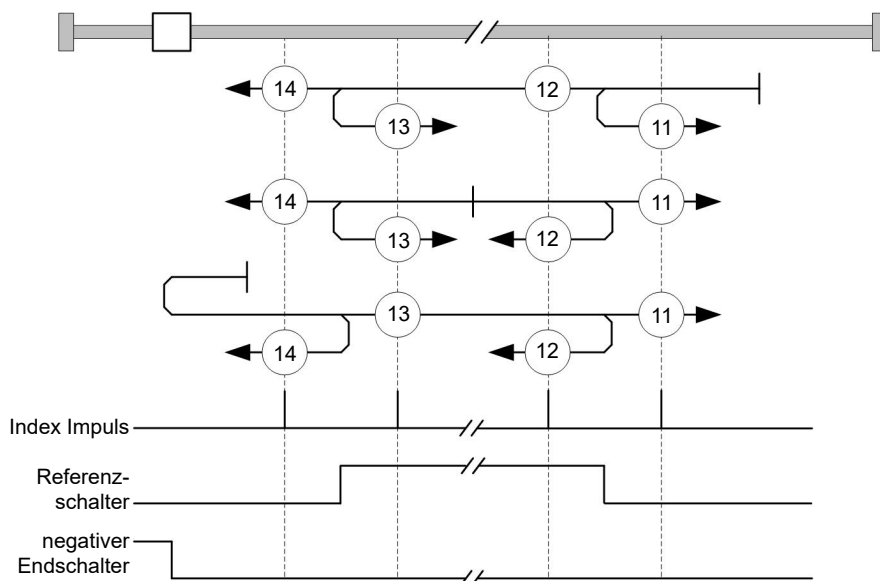 14
12
13
11
14
11
13
12
13
11
14
12
Index Impuls
Referenz-
schalter
negativer
Endschalter